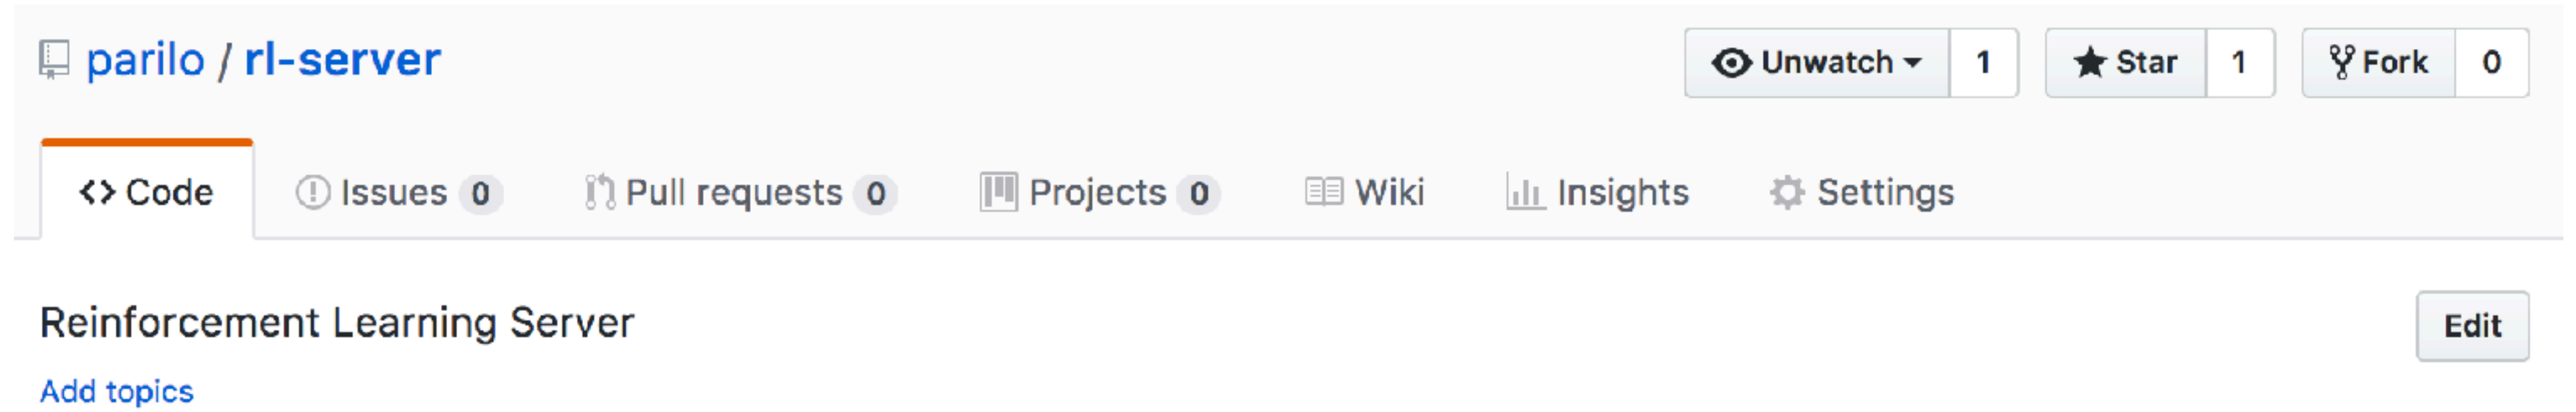 parilo / rl-server Unwatch 1 Star 1 Fork 0
Code Issues 0 Pull requests 0 Projects 0 Wiki Insights Settings
Reinforcement Learning Server Edit
Add topics